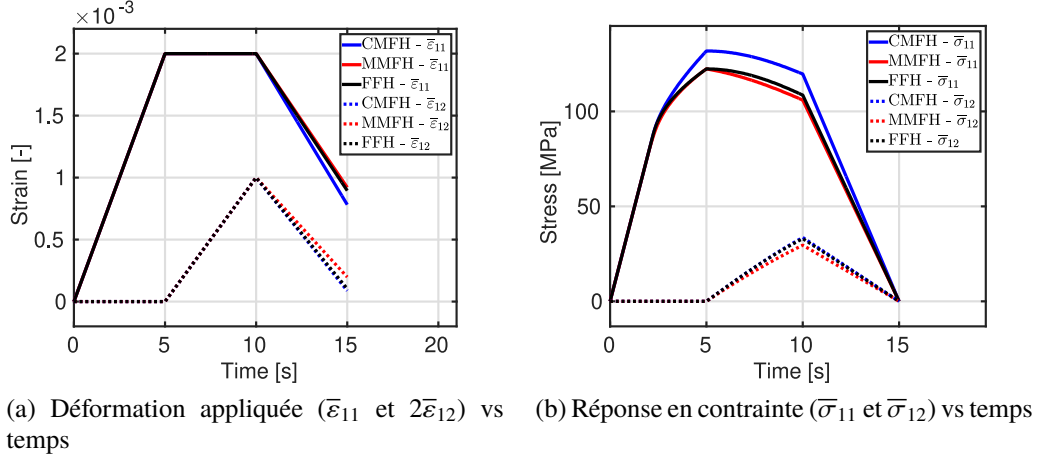 ×10⁻³
2
1.5
1
0.5
0
0 5 10 15 20
Strain [-]
Time [s]
CMFH - ε̅₁₁
MMFH - ε̅₁₁
FFH - ε̅₁₁
CMFH - ε̅₁₂
MMFH - ε̅₁₂
FFH - ε̅₁₂
100
50
0
0 5 10 15
Stress [MPa]
Time [s]
CMFH - σ̅₁₁
MMFH - σ̅₁₁
FFH - σ̅₁₁
CMFH - σ̅₁₂
MMFH - σ̅₁₂
FFH - σ̅₁₂
(a) Déformation appliquée (ε̅₁₁ et 2ε̅₁₂) vs
temps
(b) Réponse en contrainte (σ̅₁₁ et σ̅₁₂) vs temps